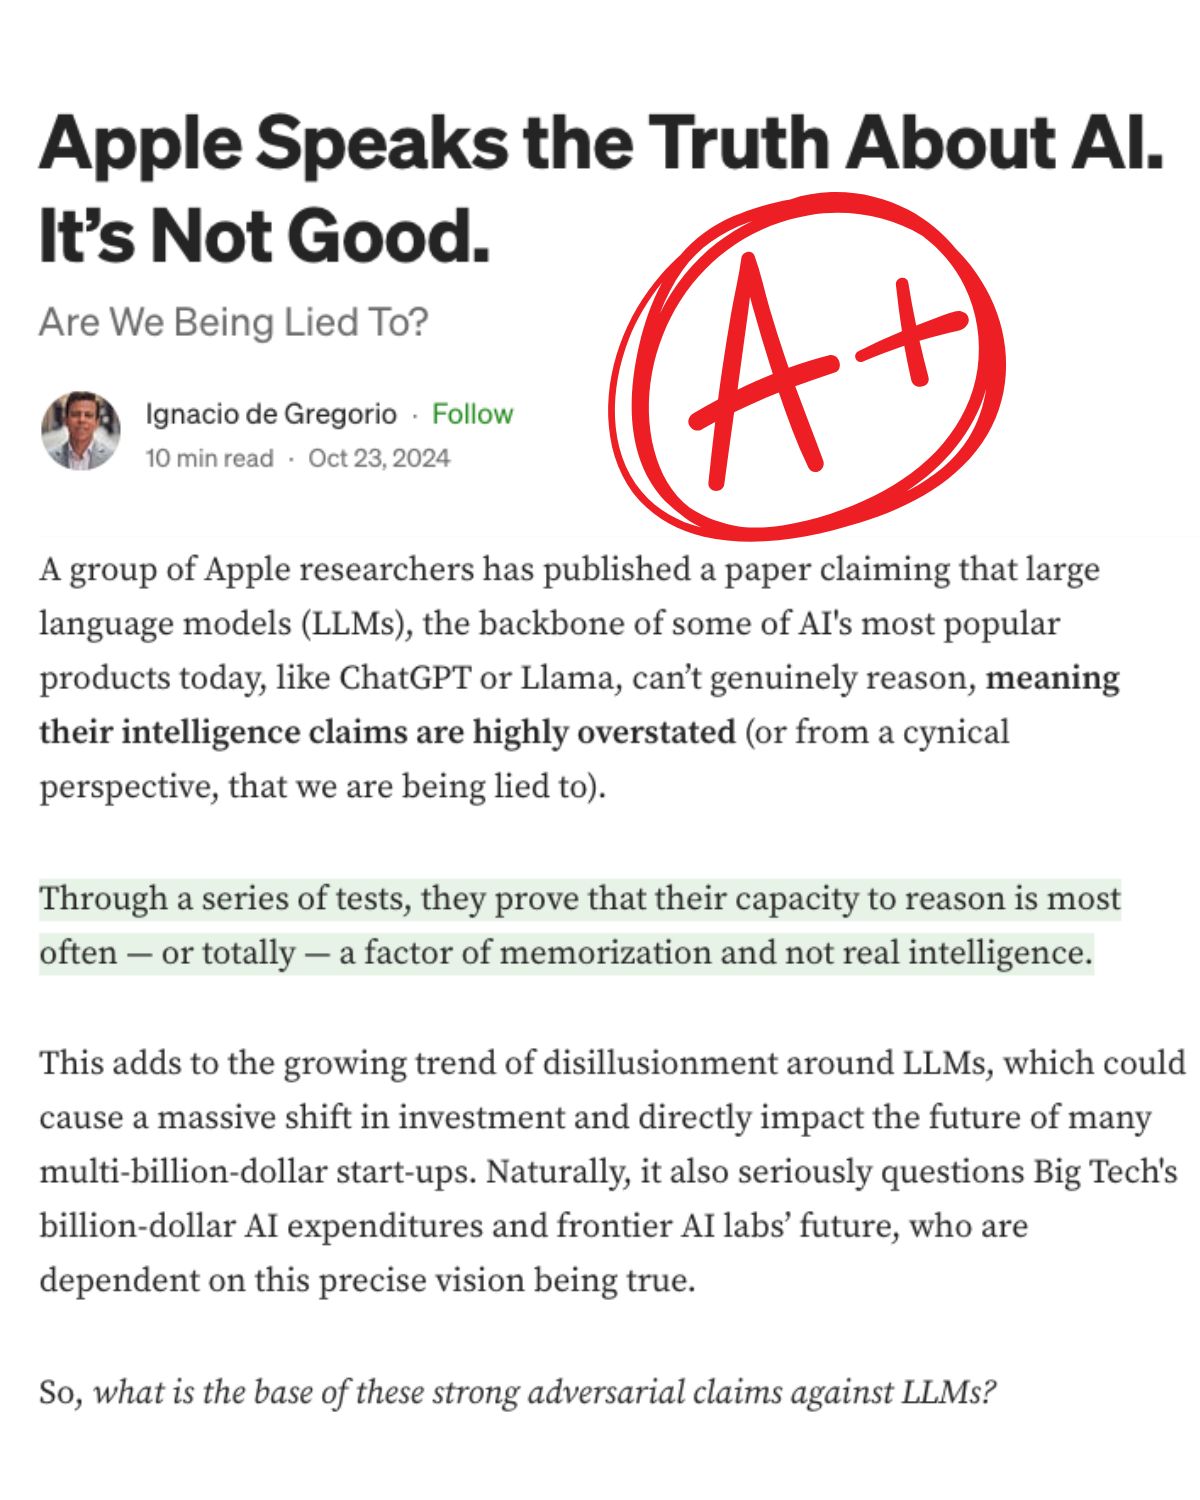 Apple Speaks the Truth About AI.
It’s Not Good.
Are We Being Lied To?
A+
Ignacio de Gregorio · Follow
10 min read · Oct 23, 2024
A group of Apple researchers has published a paper claiming that large
language models (LLMs), the backbone of some of AI's most popular
products today, like ChatGPT or Llama, can’t genuinely reason, meaning
their intelligence claims are highly overstated (or from a cynical
perspective, that we are being lied to).
Through a series of tests, they prove that their capacity to reason is most
often — or totally — a factor of memorization and not real intelligence.
This adds to the growing trend of disillusionment around LLMs, which could
cause a massive shift in investment and directly impact the future of many
multi-billion-dollar start-ups. Naturally, it also seriously questions Big Tech's
billion-dollar AI expenditures and frontier AI labs’ future, who are
dependent on this precise vision being true.
So, what is the base of these strong adversarial claims against LLMs?